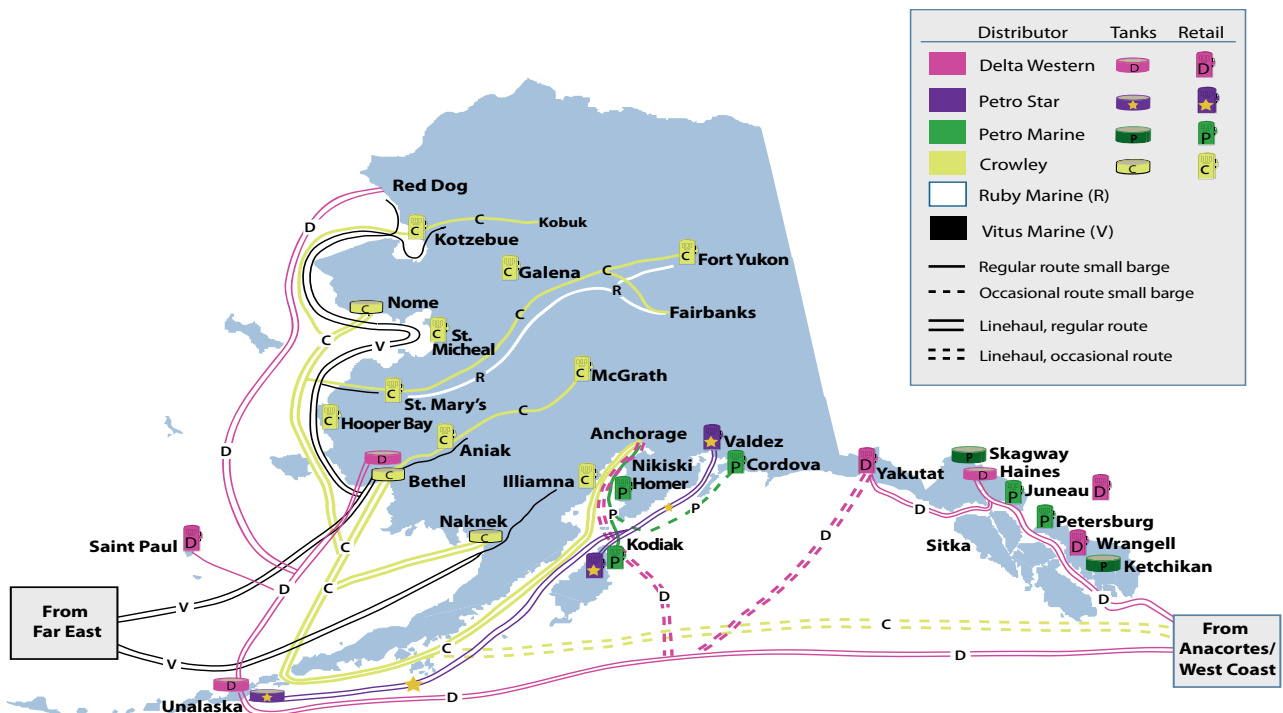 Distributor Tanks Retail
Delta Western D D
Petro Star
Petro Marine P P
Crowley C C
Ruby Marine (R)
Vitus Marine (V)
Regular route small barge
Occasional route small barge
Linehaul, regular route
Linehaul, occasional route
Red Dog
D
C
Kotzebue
C
Kobuk
C
Galena
C
Fort Yukon
C
R
Fairbanks
C
Nome
C
St.
Micheal
C
V
C
R
C
St. Mary's
C
McGrath
C
C
Hooper Bay
C
Aniak
D
D
C
Bethel
Illiamna
C
Anchorage
Nikiski
Homer
P
Valdez
P
Cordova
P
P
Kodiak
P
D
Naknek
C
C
C
Saint Paul
D
D
V
V
From
Far East
D
Unalaska
C
C
D
D
D
D
Yakutat
D
P
Skagway
D
Haines
P
Juneau
D
P
Petersburg
D
Wrangell
P
Ketchikan
Sitka
D
From
Anacortes/
West Coast